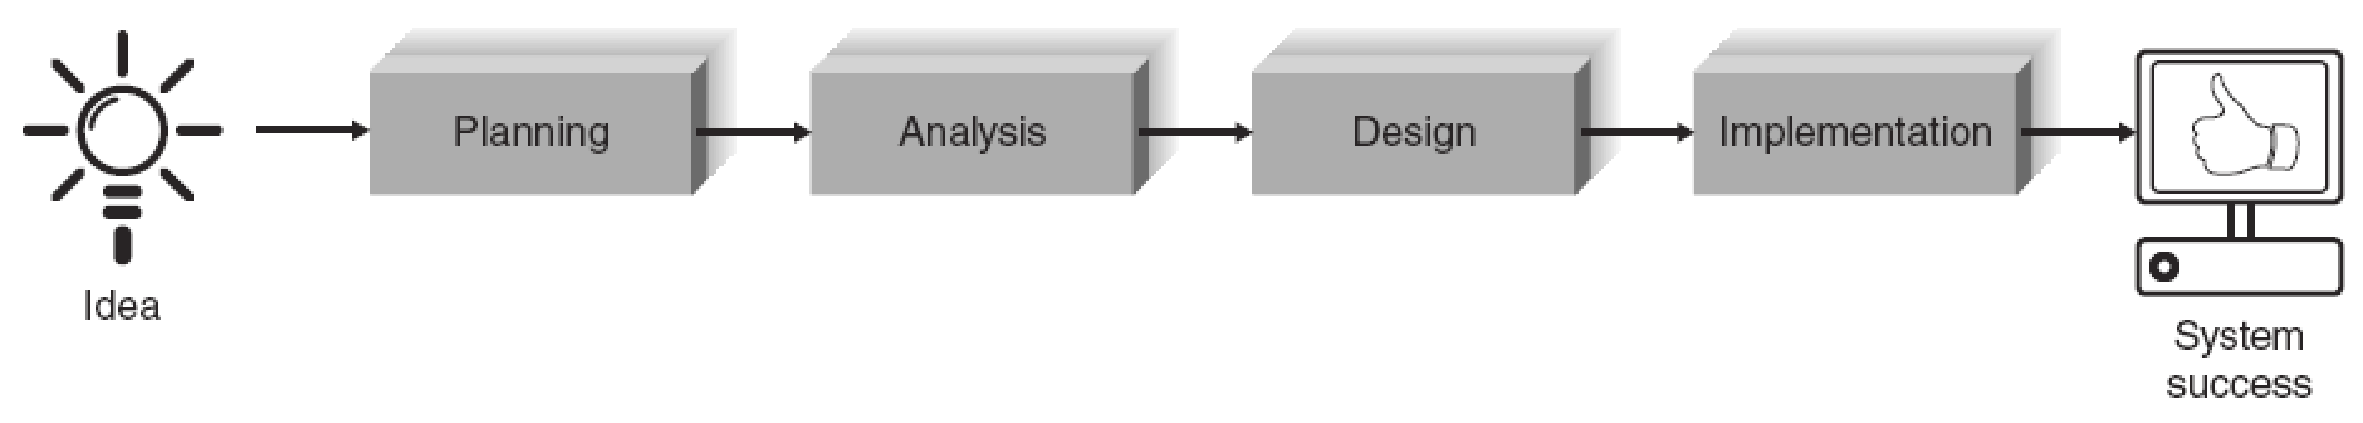 Planning
Analysis
Design
Implementation
Idea
System
success